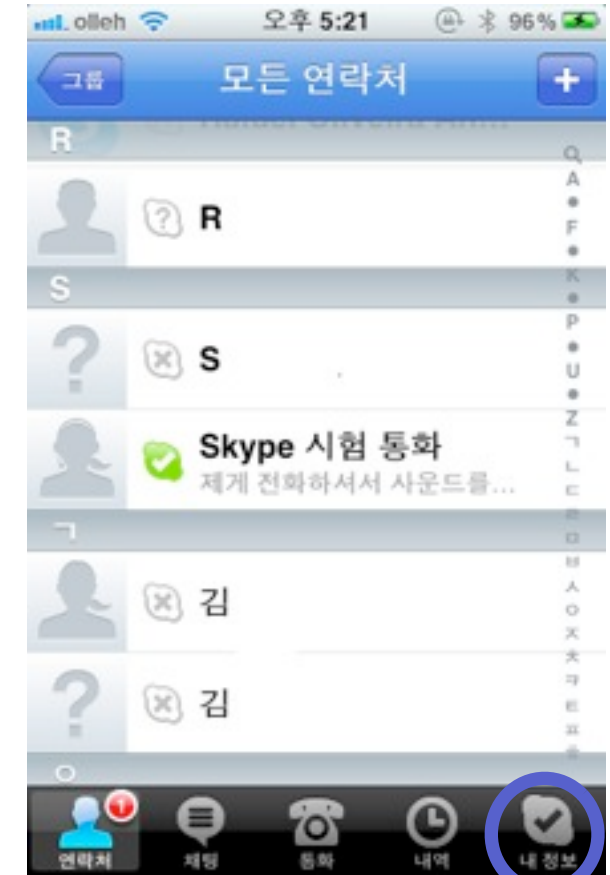 olleh 오후 5:21 96%
그룹 모든 연락처 +
R
R
S
S
Skype 시험 통화
제게 전화하셔서 사운드를...
ㄱ
김
김
ㅇ
A
F
K
P
U
Z
ㄱ
ㄴ
ㄷ
ㄹ
ㅁ
ㅂ
ㅅ
ㅇ
ㅈ
ㅊ
ㅋ
ㅌ
ㅍ
ㅎ
1
연락처 채팅 통화 내역 내 정보